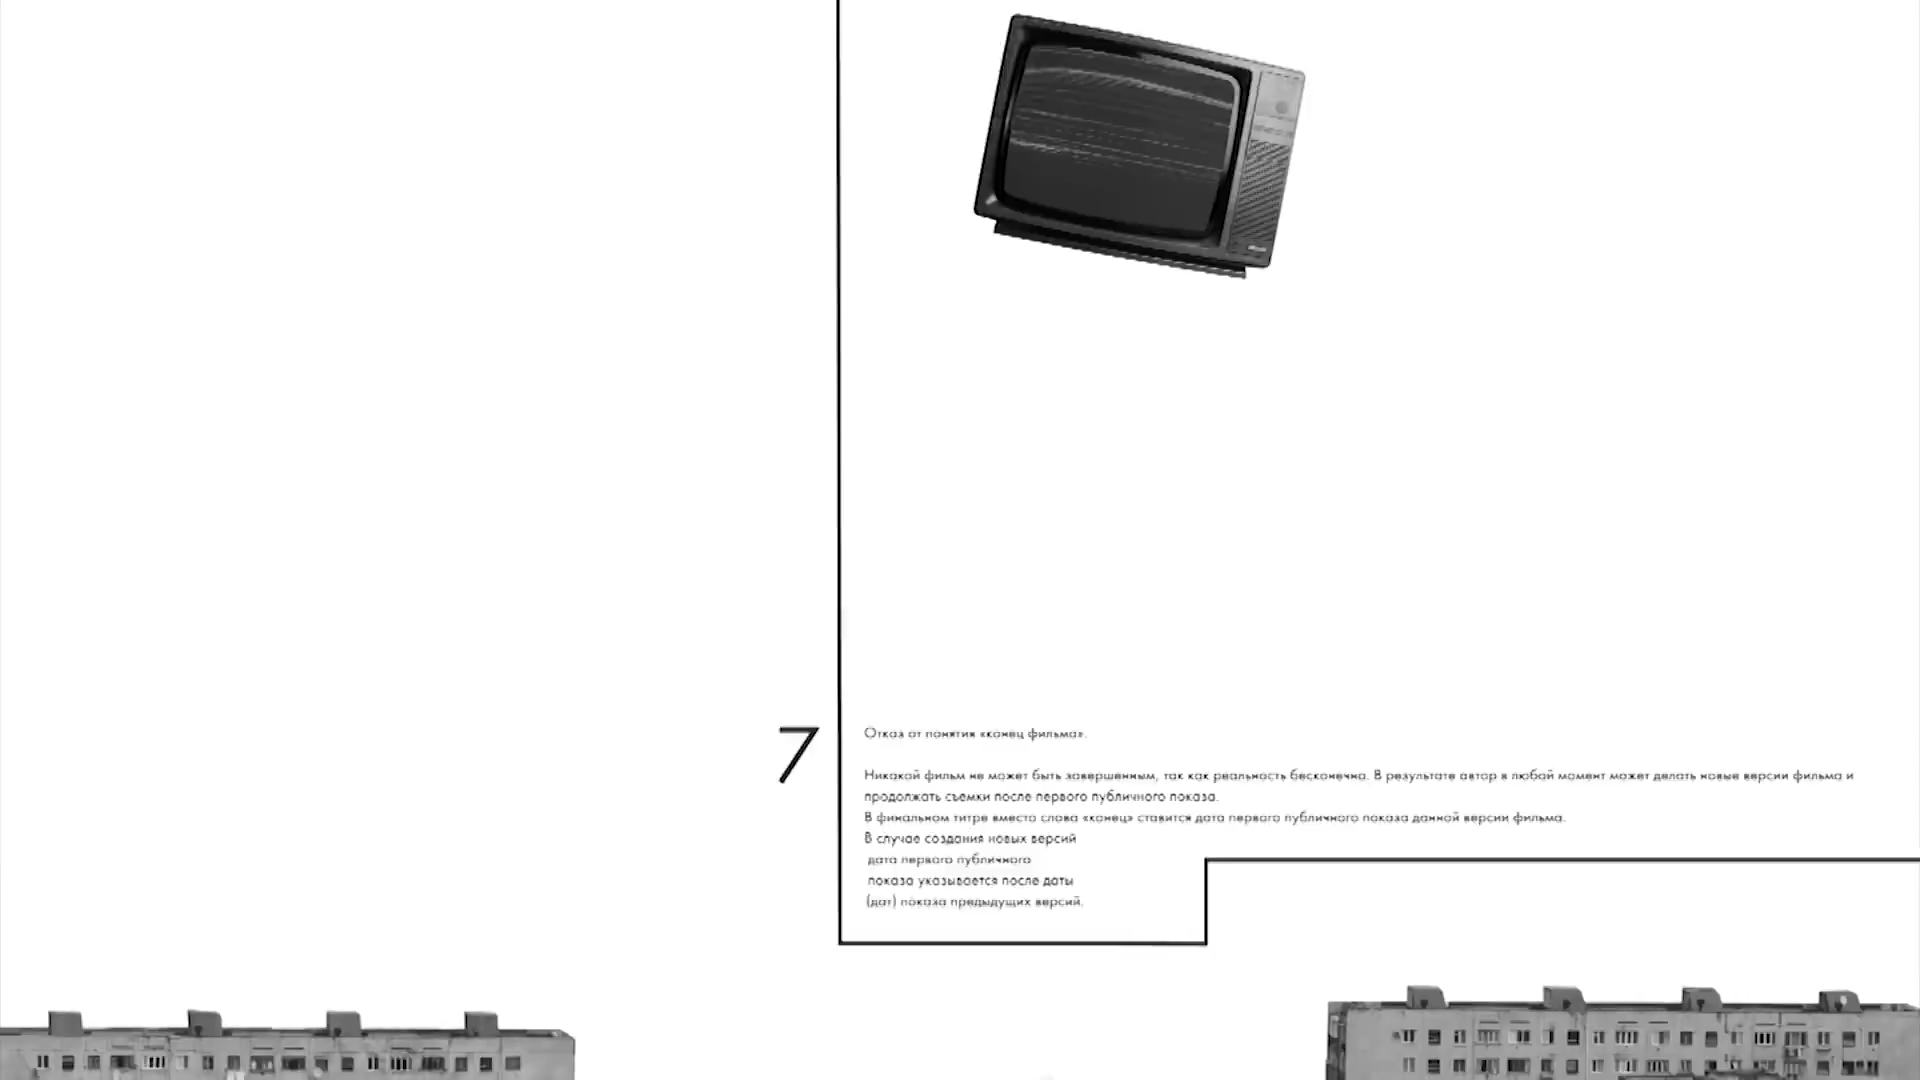 7
Отказ от понятия «конец фильма».
Никакой фильм не может быть завершенным, так как реальность бесконечна. В результате автор в любой момент может делать новые версии фильма и
продолжать съемки после первого публичного показа.
В финальном титре вместо слова «конец» ставится дата первого публичного показа данной версии фильма.
В случае создания новых версий
дата первого публичного
показа указывается после даты
(дат) показа предыдущих версий.